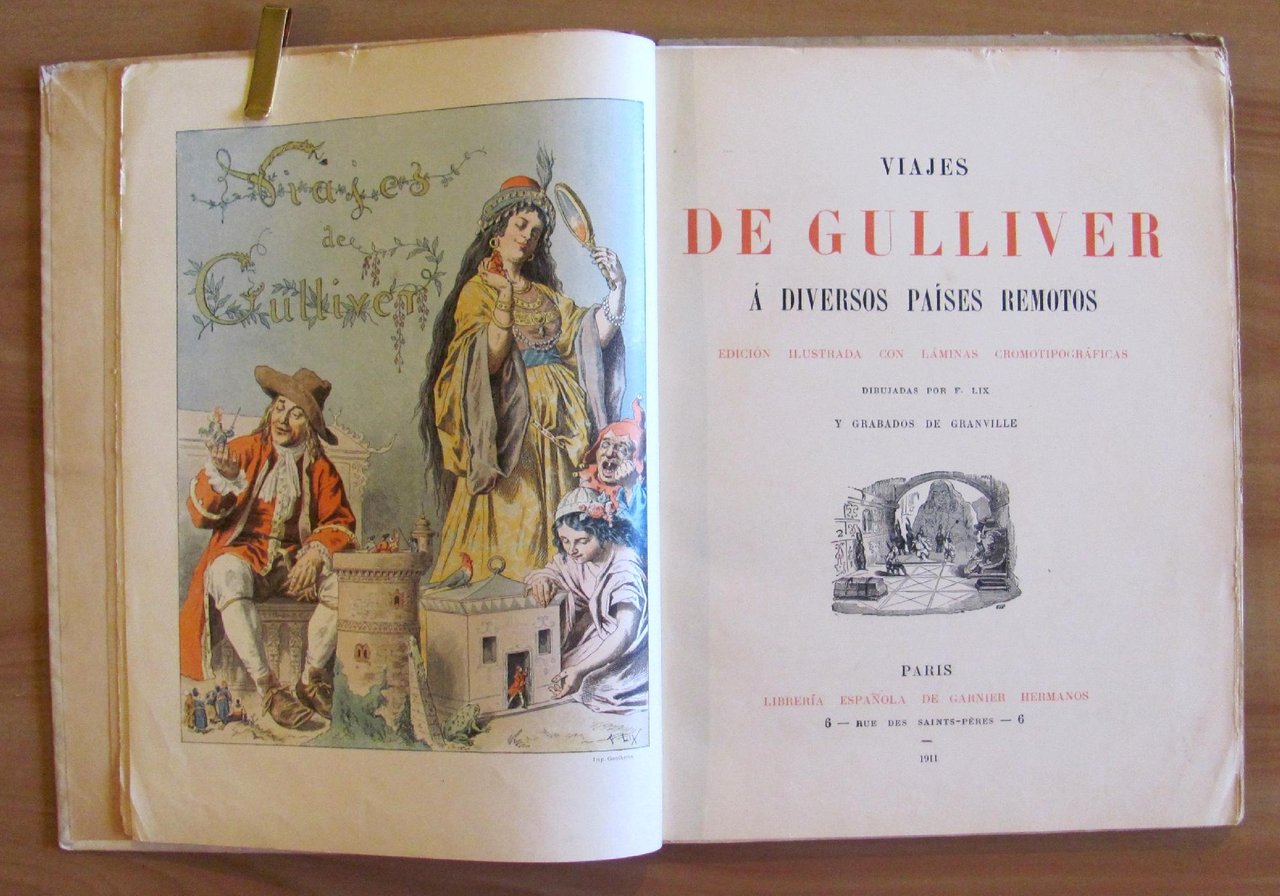 Viajes
de
Gulliver
F. LIX
VIAJES
DE GULLIVER
Á DIVERSOS PAÍSES REMOTOS
EDICIÓN ILUSTRADA CON LÁMINAS CROMOTIPOGRÁFICAS
DIBUJADAS POR F. LIX
Y GRABADOS DE GRANVILLE
PARIS
LIBRERÍA ESPAÑOLA DE GARNIER HERMANOS
6 — RUE DES SAINTS-PÈRES — 6
1911